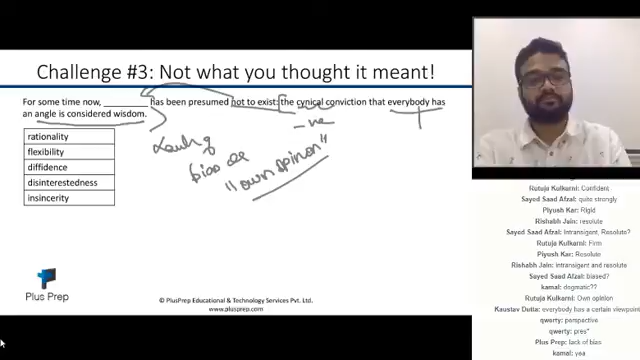 Challenge #3: Not what you thought it meant!
For some time now, ________ has been presumed not to exist: the cynical conviction that everybody has
an angle is considered wisdom.
-ve
-ve
rationality
flexibility
diffidence
disinterestedness
insincerity
Lack of
bias or
"own opinion"
Plus Prep
© PlusPrep Educational & Technology Services Pvt. Ltd.
www.plusprep.com
Rutuja Kulkarni: Confident
Sayed Saad Afzal: quite strongly
Piyush Kar: Rigid
Rishabh Jain: resolute
Sayed Saad Afzal: Intransigent, Resolute?
Rutuja Kulkarni: Firm
Piyush Kar: Resolute
Rishabh Jain: intransigent and resolute
Sayed Saad Afzal: biased?
kamal: dogmatic??
Rutuja Kulkarni: Own opinion
Kaustav Dutta: everybody has a certain viewpoint
qwerty: perspective
qwerty: pres*
Plus Prep: lack of bias
kamal: yea